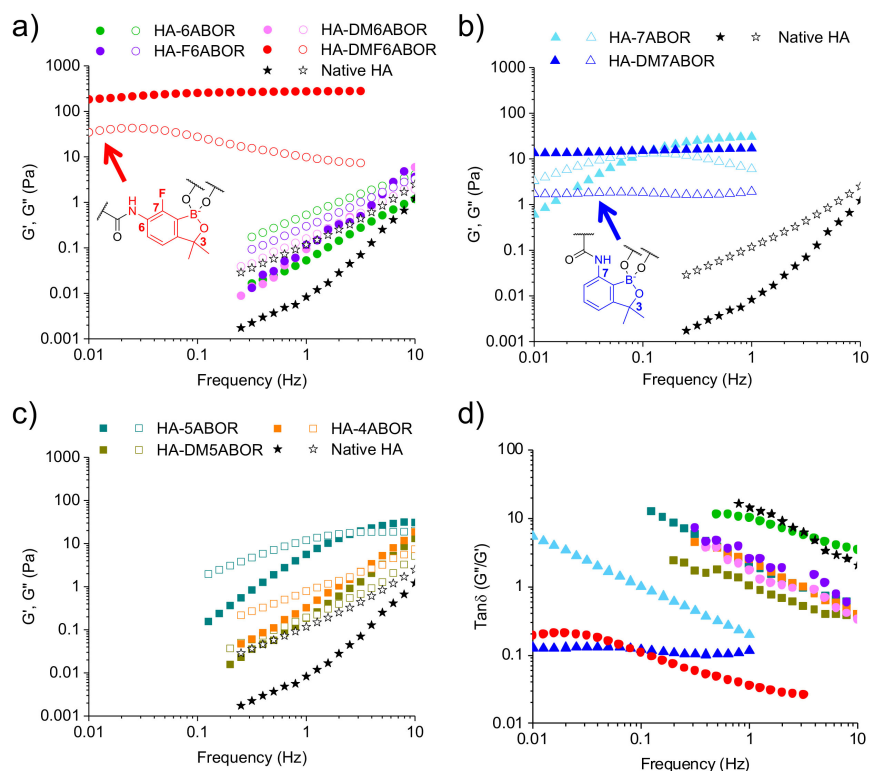 a)
HA-6ABOR
HA-DM6ABOR
HA-F6ABOR
HA-DMF6ABOR
Native HA
1000
100
10
1
0.1
0.01
0.001
G', G'' (Pa)
0.01
0.1
1
10
Frequency (Hz)
H
N
F
7
6
O
O
O
B-
O
3
b)
HA-7ABOR
Native HA
HA-DM7ABOR
1000
100
10
1
0.1
0.01
0.001
G', G'' (Pa)
0.01
0.1
1
10
Frequency (Hz)
O
NH
7
O
O
B-
O
3
c)
HA-5ABOR
HA-4ABOR
HA-DM5ABOR
Native HA
1000
100
10
1
0.1
0.01
0.001
G', G'' (Pa)
0.01
0.1
1
10
Frequency (Hz)
d)
100
10
1
0.1
0.01
Tanδ (G''/G')
0.01
0.1
1
10
Frequency (Hz)